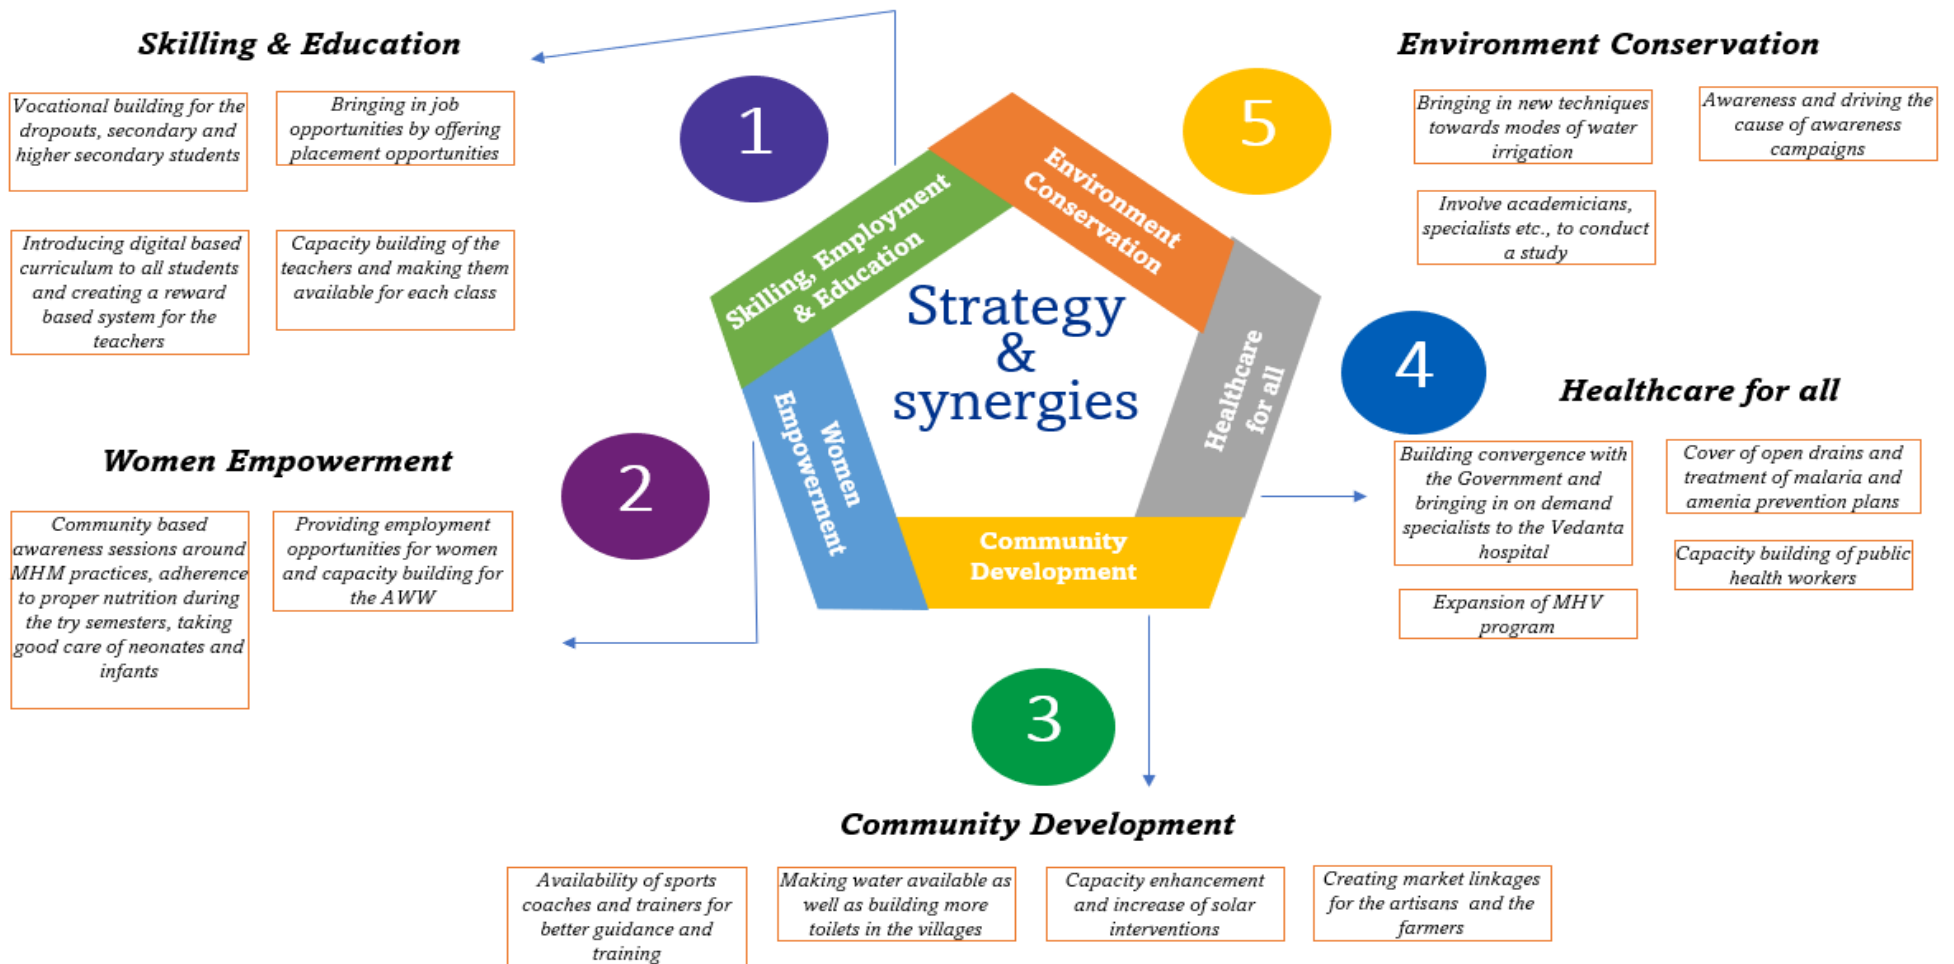 Skilling & Education
Vocational building for the
dropouts, secondary and
higher secondary students
Bringing in job
opportunities by offering
placement opportunities
Introducing digital based
curriculum to all students
and creating a reward
based system for the
teachers
Capacity building of the
teachers and making them
available for each class
1
Women Empowerment
Community based
awareness sessions around
MHM practices, adherence
to proper nutrition during
the try semesters, taking
good care of neonates and
infants
Providing employment
opportunities for women
and capacity building for
the AWW
2
Skilling, Employment
& Education
Environment
Conservation
Healthcare
for all
Community
Development
Women
Empowerment
Strategy
&
synergies
5
Environment Conservation
Bringing in new techniques
towards modes of water
irrigation
Awareness and driving the
cause of awareness
campaigns
Involve academicians,
specialists etc., to conduct
a study
4
Healthcare for all
Building convergence with
the Government and
bringing in on demand
specialists to the Vedanta
hospital
Cover of open drains and
treatment of malaria and
amenia prevention plans
Capacity building of public
health workers
Expansion of MHV
program
3
Community Development
Availability of sports
coaches and trainers for
better guidance and
training
Making water available as
well as building more
toilets in the villages
Capacity enhancement
and increase of solar
interventions
Creating market linkages
for the artisans and the
farmers